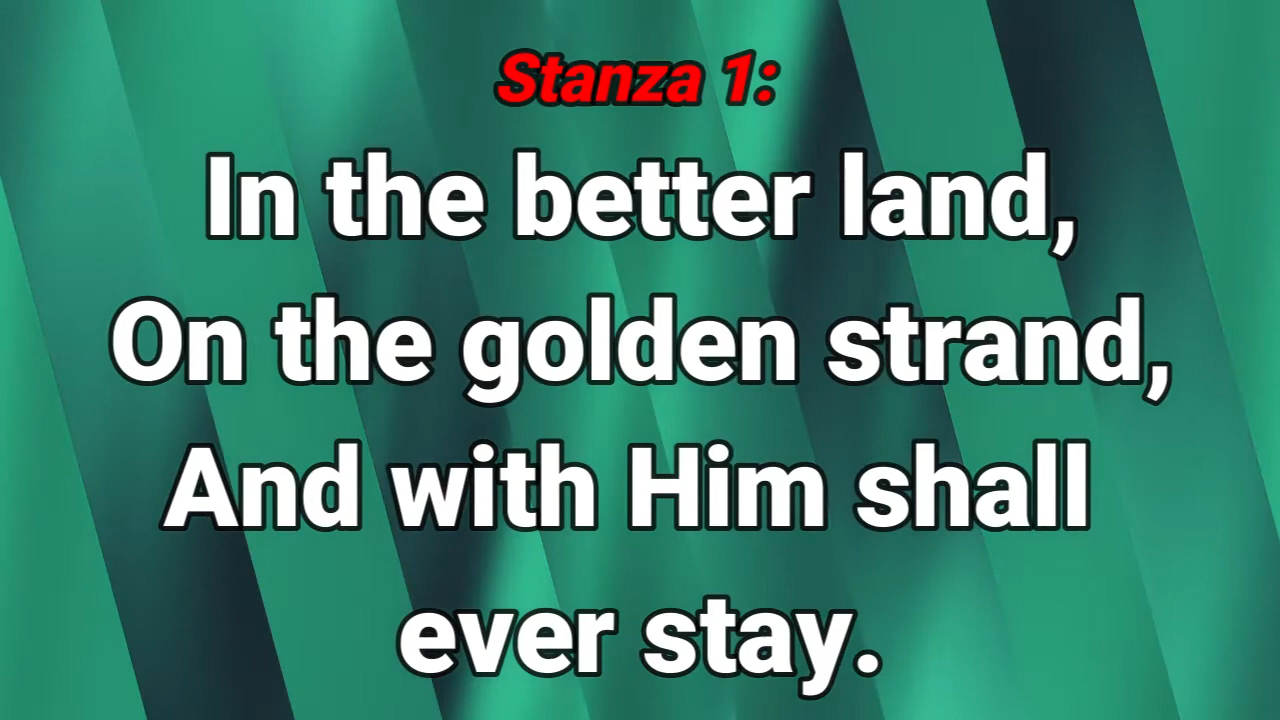 Stanza 1:
In the better land,
On the golden strand,
And with Him shall
ever stay.